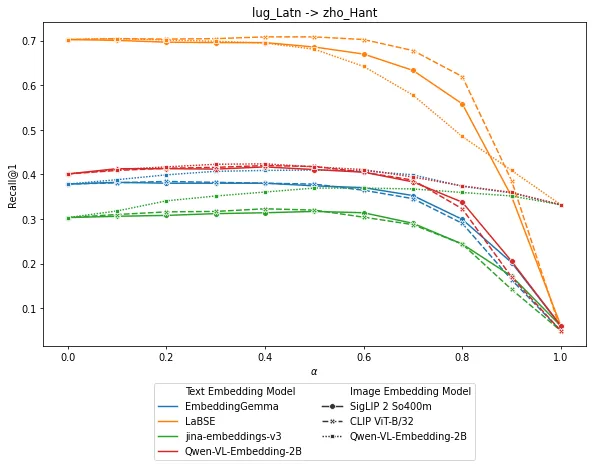 lug_Latn -> zho_Hant
Recall@1
0.7
0.6
0.5
0.4
0.3
0.2
0.1
0.0
0.2
0.4
0.6
0.8
1.0
α
Text Embedding Model
EmbeddingGemma
LaBSE
jina-embeddings-v3
Qwen-VL-Embedding-2B
Image Embedding Model
SigLIP 2 So400m
CLIP ViT-B/32
Qwen-VL-Embedding-2B